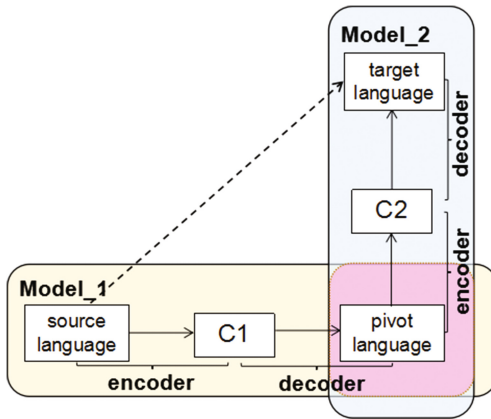 Model_2
target
language
decoder
C2
encoder
Model_1
source
language
C1
pivot
language
encoder
decoder